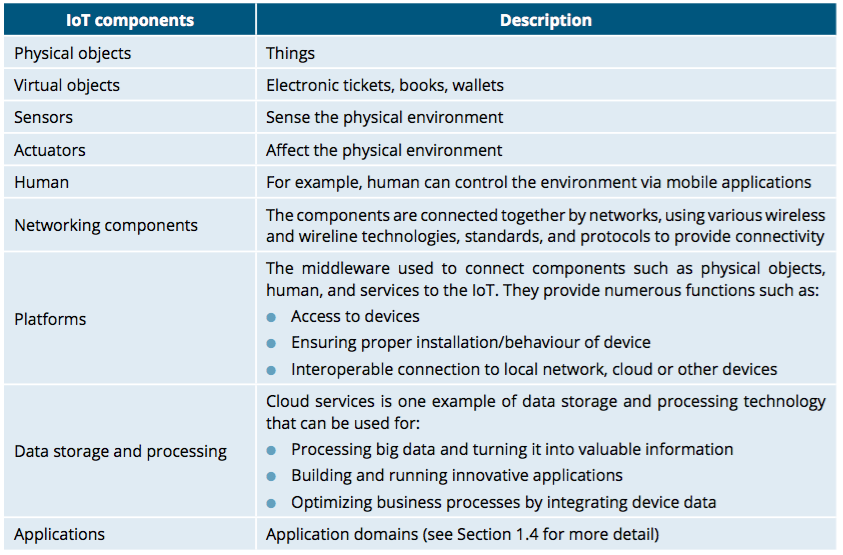 IoT components Description
Physical objects Things
Virtual objects Electronic tickets, books, wallets
Sensors Sense the physical environment
Actuators Affect the physical environment
Human For example, human can control the environment via mobile applications
Networking components The components are connected together by networks, using various wireless
and wireline technologies, standards, and protocols to provide connectivity
Platforms The middleware used to connect components such as physical objects,
human, and services to the IoT. They provide numerous functions such as:
● Access to devices
● Ensuring proper installation/behaviour of device
● Interoperable connection to local network, cloud or other devices
Data storage and processing Cloud services is one example of data storage and processing technology
that can be used for:
● Processing big data and turning it into valuable information
● Building and running innovative applications
● Optimizing business processes by integrating device data
Applications Application domains (see Section 1.4 for more detail)